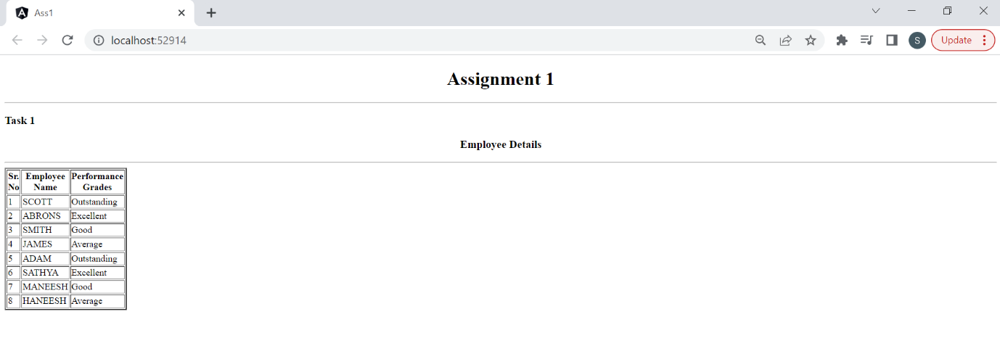 Ass1
localhost:52914
S
Update
Assignment 1
Task 1
Employee Details
Sr. No Employee Name Performance Grades
1 SCOTT Outstanding
2 ABRONS Excellent
3 SMITH Good
4 JAMES Average
5 ADAM Outstanding
6 SATHYA Excellent
7 MANEESH Good
8 HANEESH Average